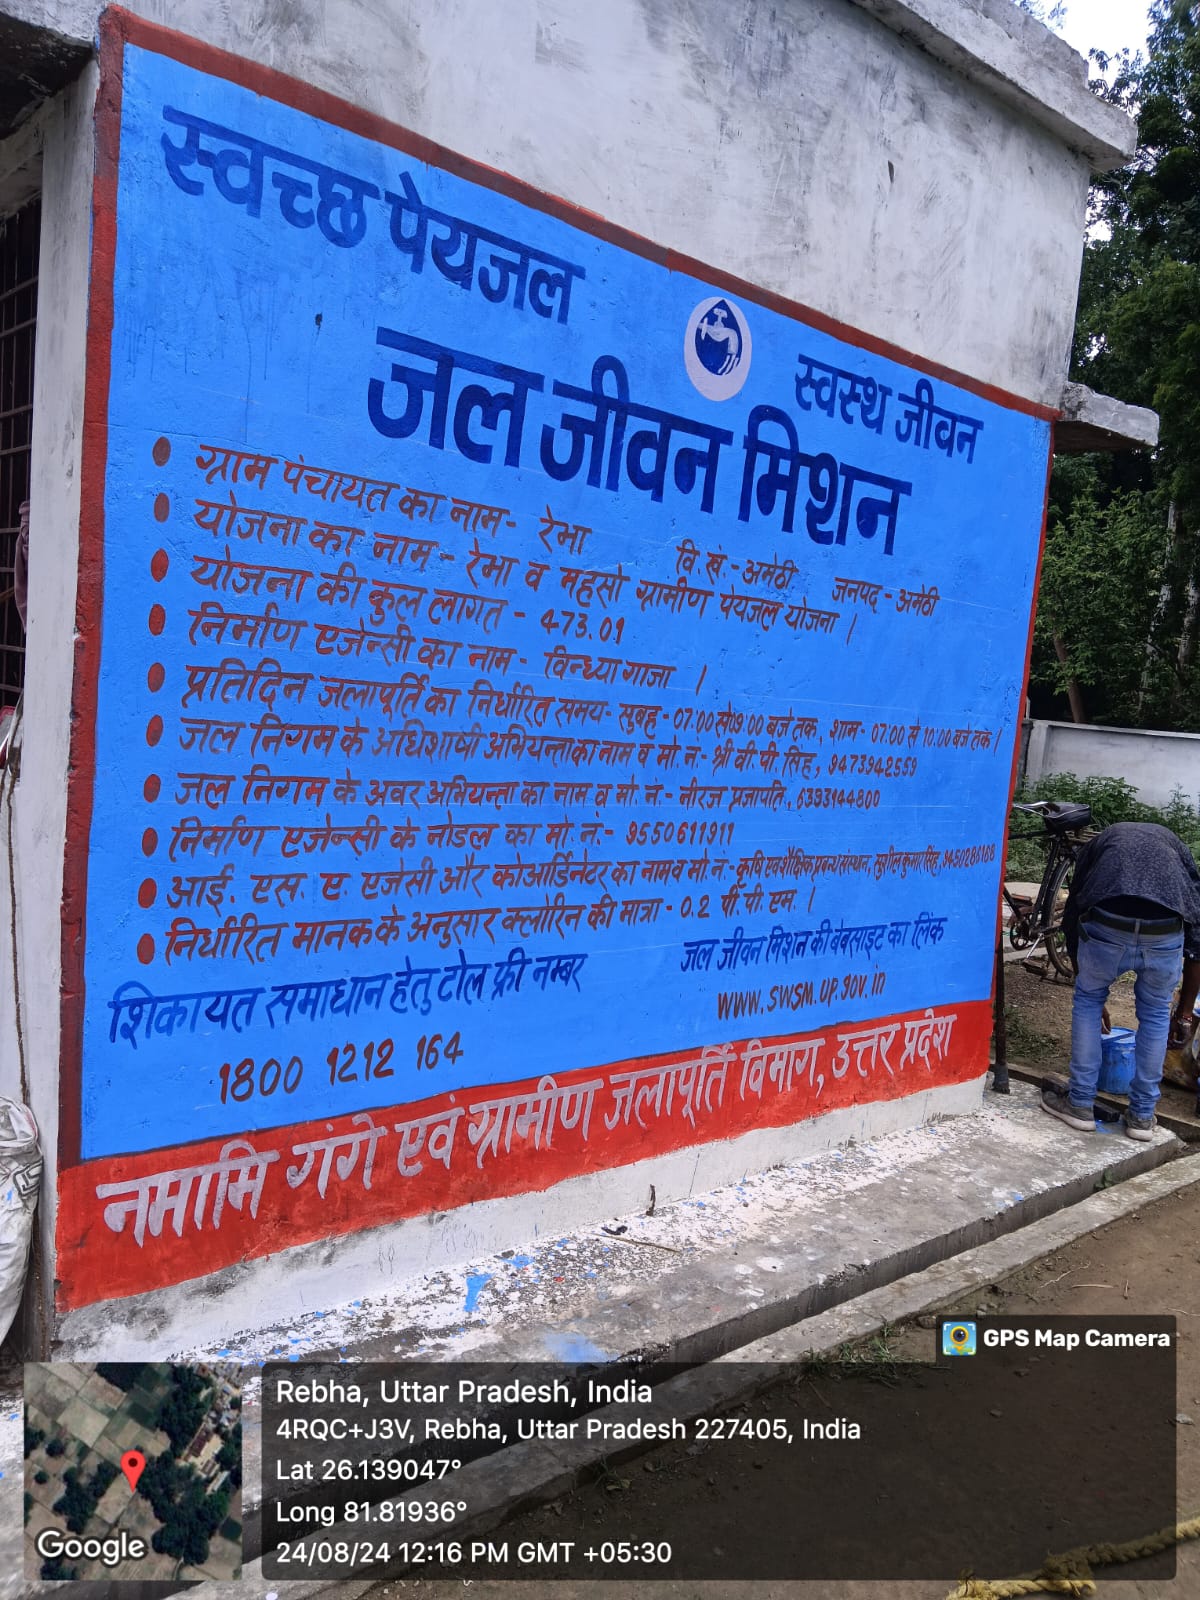 स्वच्छ पेयजल
स्वस्थ जीवन
जल जीवन मिशन
• ग्राम पंचायत का नाम- रेभा वि.खं.-अमेठी जनपद-अमेठी
• योजना का नाम- रेभा व महसो ग्रामीण पेयजल योजना ।
• योजना की कुल लागत - 473.01
• निर्माण एजेन्सी का नाम- विन्ध्या गाजा ।
• प्रतिदिन जलापूर्ति का निर्धारित समय- सुबह - 07:00 से 09:00 बजे तक, शाम- 07:00 से 10:00 बजे तक ।
• जल निगम के अधिशाषी अभियन्ता का नाम व मो.नं.- श्री वी.पी. सिंह, 9473942559
• जल निगम के अवर अभियन्ता का नाम व मो. नं.- नीरज प्रजापति, 6393144800
• निर्माण एजेन्सी के नोडल का मो. नं:- 9550611911
• आई. एस. ए. एजेंसी और कोआर्डिनेटर का नाम व मो. नं.- कृषि एवं शैक्षिक प्रबन्ध संस्थान, सुशील कुमार सिंह,
• निर्धारित मानक के अनुसार क्लोरिन की मात्रा - 0.2 पी. पी. एम. ।
शिकायत समाधान हेतु टोल फ्री नम्बर
1800 1212 164
जल जीवन मिशन की बेबसाइट का लिंक
www.swsm.up.gov.in
नमामि गंगे एवं ग्रामीण जलापूर्ति विभाग, उत्तर प्रदेश
GPS Map Camera
Rebha, Uttar Pradesh, India
4RQC+J3V, Rebha, Uttar Pradesh 227405, India
Lat 26.139047°
Long 81.81936°
24/08/24 12:16 PM GMT +05:30
Google